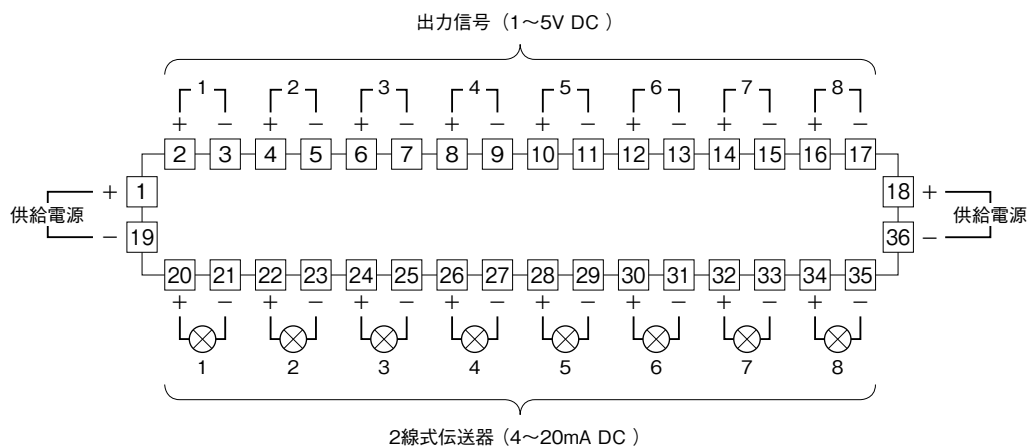 出力信号（1～5V DC ）
1 2 3 4 5 6 7 8
+ − + − + − + − + − + − + − + −
2 3 4 5 6 7 8 9 10 11 12 13 14 15 16 17
+ 1 18 +
供給電源 供給電源
− 19 36 −
20 21 22 23 24 25 26 27 28 29 30 31 32 33 34 35
+ − + − + − + − + − + − + − + −
1 2 3 4 5 6 7 8
2線式伝送器（4～20mA DC ）